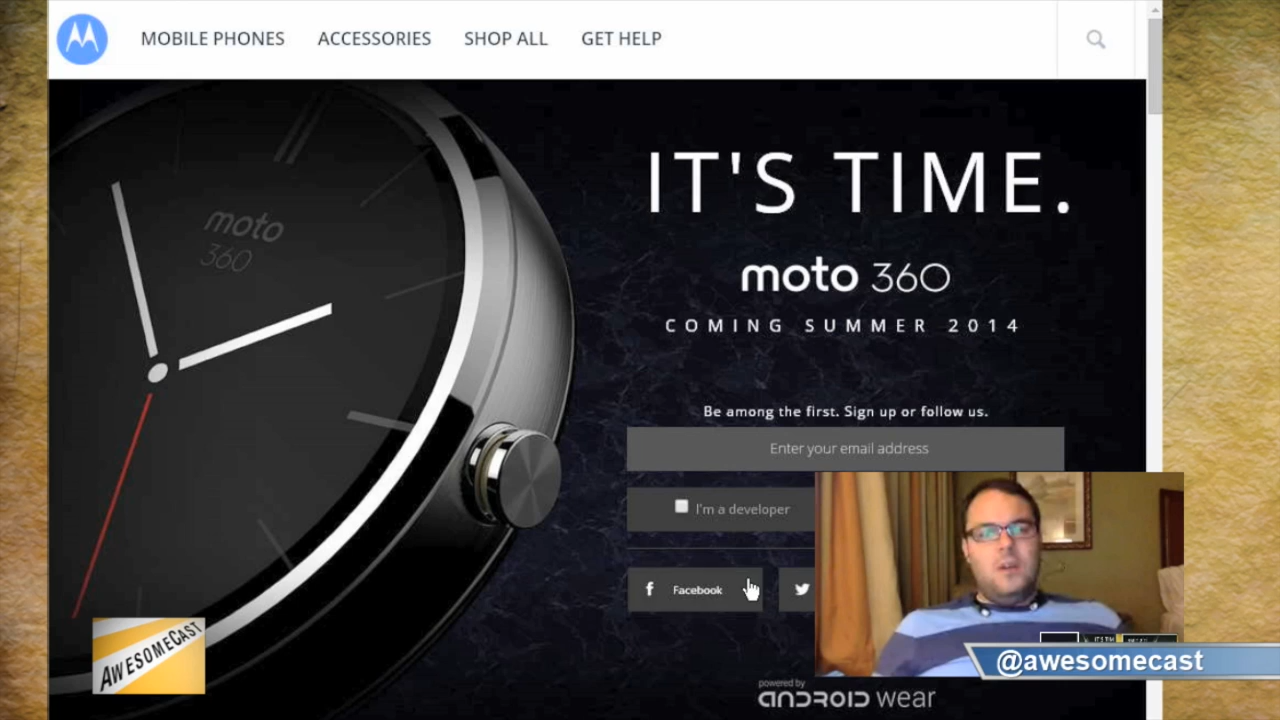 MOBILE PHONES ACCESSORIES SHOP ALL GET HELP
IT'S TIME.
moto 360
COMING SUMMER 2014
moto
360
Be among the first. Sign up or follow us.
Enter your email address
I'm a developer
f Facebook
powered by
ANDROID wear
AWESOMECAST
@awesomecast